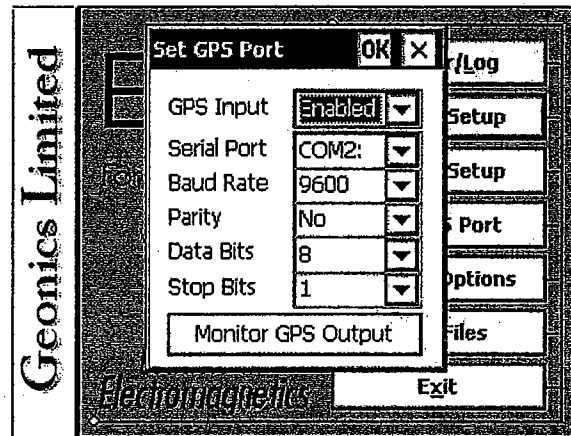 Geonics Limited
Set GPS Port OK
GPS Input Enabled
Serial Port COM2:
Baud Rate 9600
Parity No
Data Bits 8
Stop Bits 1
Monitor GPS Output
r/Log
Setup
Setup
Port
Options
Files
Exit
Electromagnetics